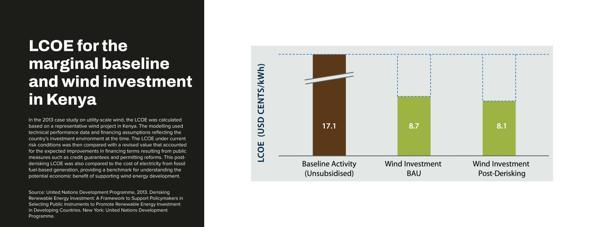 LCOE for the
marginal baseline
and wind investment
in Kenya
In the 2013 case study on utility-scale wind, the LCOE was calculated
based on a representative wind project in Kenya. The modelling used
technical performance data and financing assumptions reflecting the
country's investment environment at the time. The LCOE under current
risk conditions was then compared with a revised value that accounted
for the expected improvements in financing terms resulting from public
measures such as credit guarantees and permitting reforms. This post-
derisking LCOE was also compared to the cost of electricity from fossil
fuel-based generation, providing a benchmark for understanding the
potential economic benefit of supporting wind energy development.
Source: United Nations Development Programme, 2013. Derisking
Renewable Energy Investment: A Framework to Support Policymakers in
Selecting Public Instruments to Promote Renewable Energy Investment
in Developing Countries. New York: United Nations Development
Programme.
LCOE (USD CENTS/kWh)
17.1
8.7
8.1
Baseline Activity
(Unsubsidised)
Wind Investment
BAU
Wind Investment
Post-Derisking